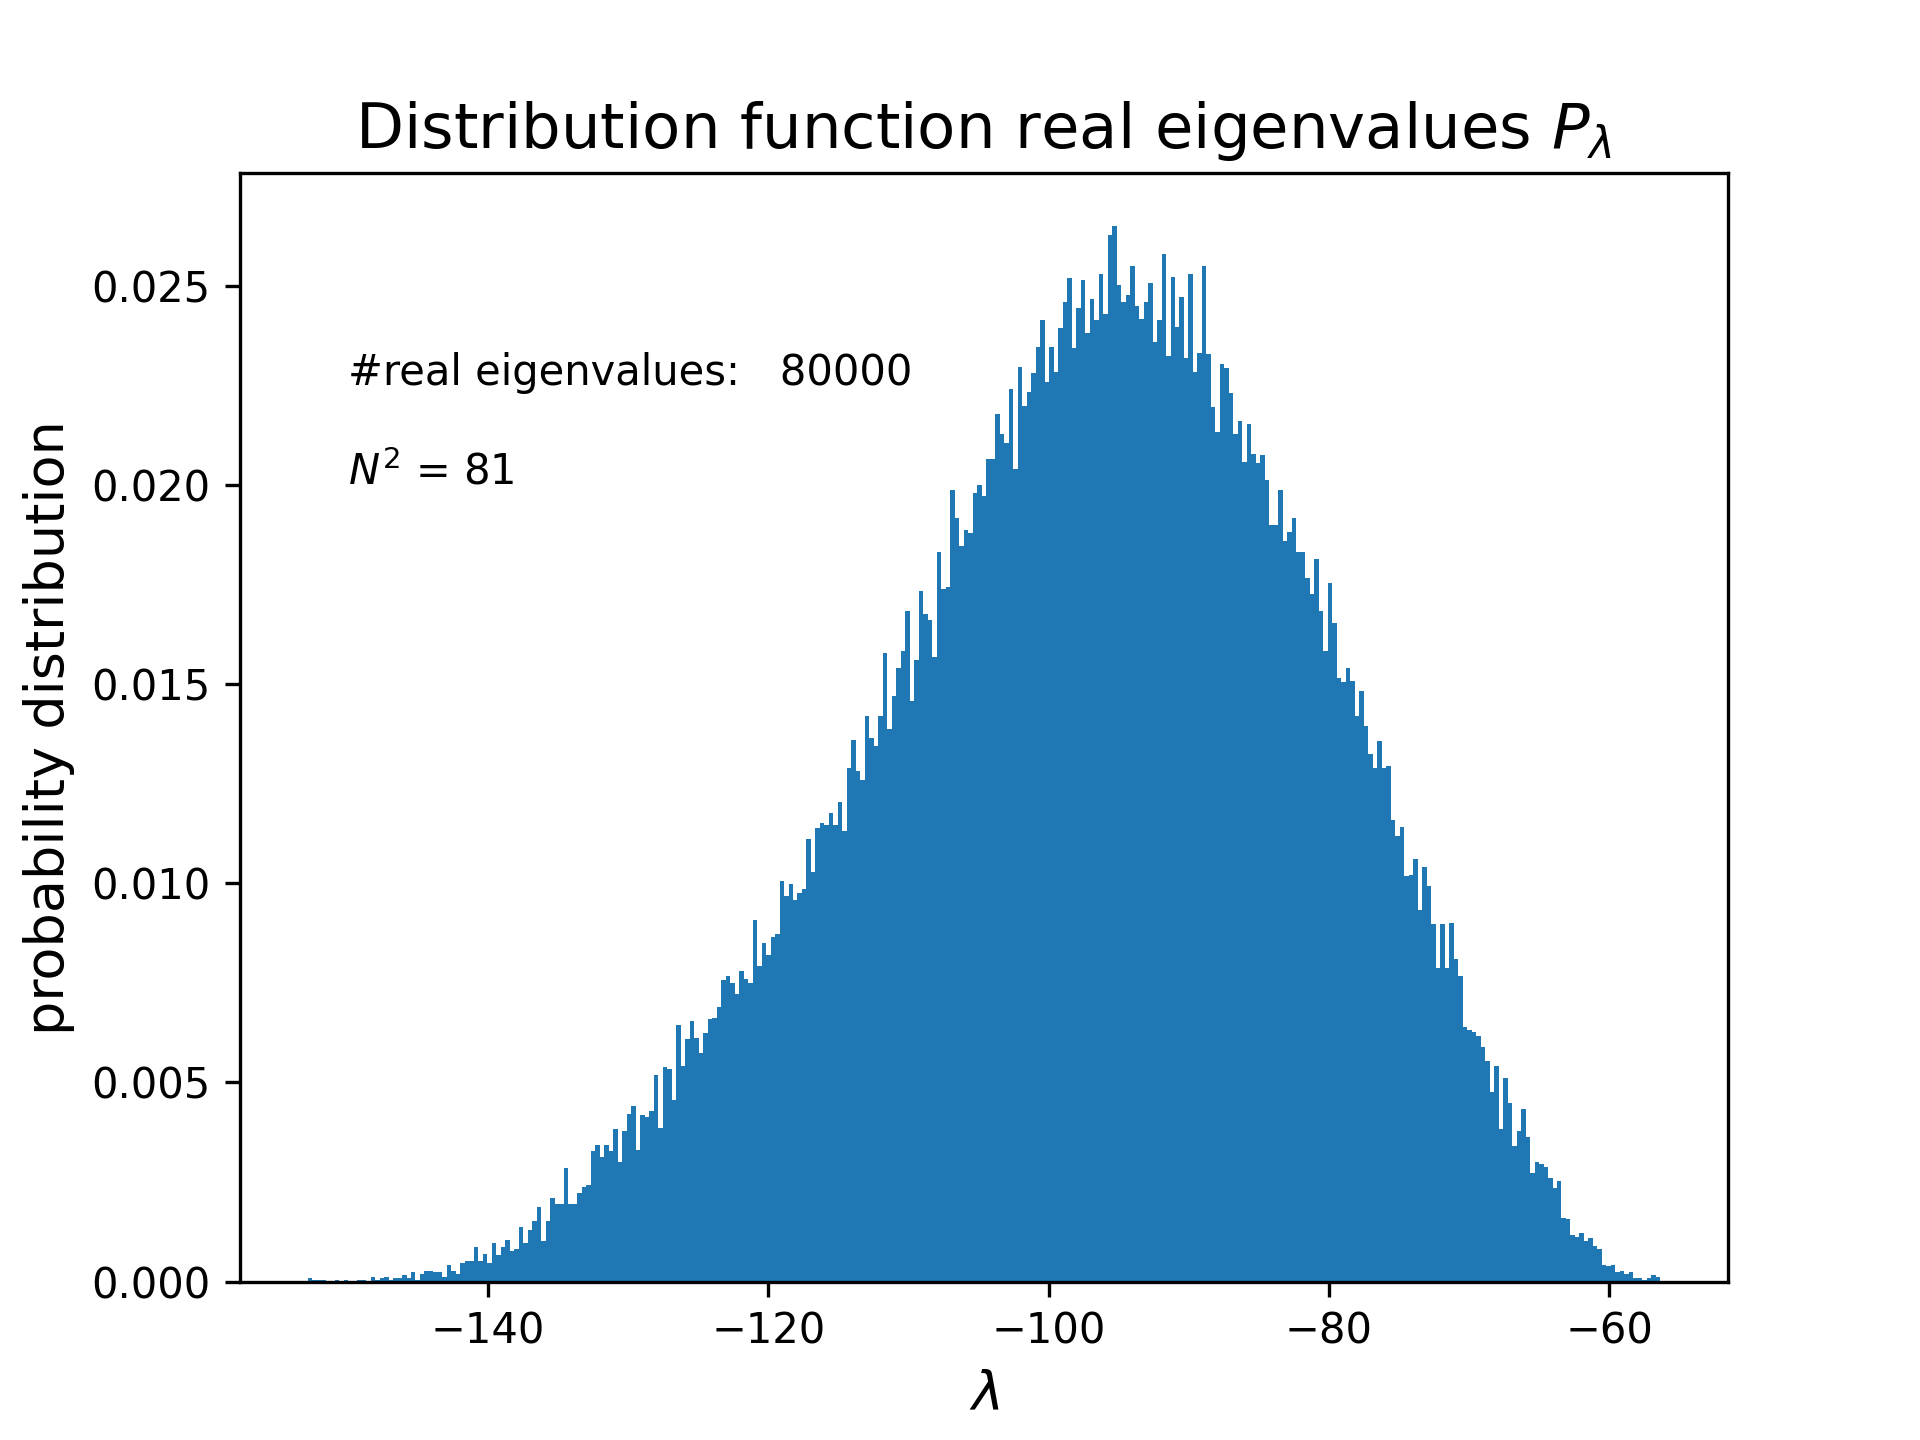 Distribution function real eigenvalues P_λ
0.025
0.020
0.015
0.010
0.005
0.000
probability distribution
#real eigenvalues: 80000
N² = 81
−140 −120 −100 −80 −60
λ